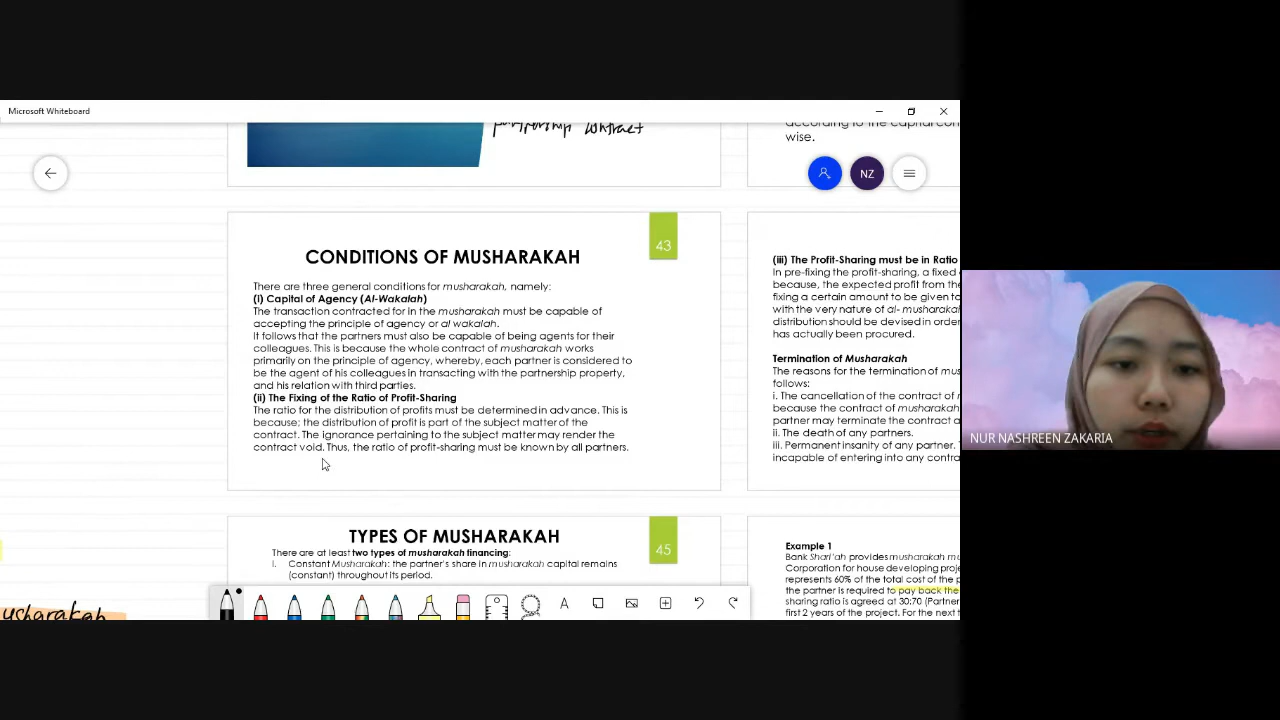 Microsoft Whiteboard
partnership contract
according to the capital
wise.
NZ
43
CONDITIONS OF MUSHARAKAH
There are three general conditions for musharakah, namely:
(i) Capital of Agency (Al-Wakalah)
The transaction contracted for in the musharakah must be capable of
accepting the principle of agency or al wakalah.
It follows that the partners must also be capable of being agents for their
colleagues. This is because the whole contract of musharakah works
primarily on the principle of agency, whereby, each partner is considered to
be the agent of his colleagues in transacting with the partnership property,
and his relation with third parties.
(ii) The Fixing of the Ratio of Profit-Sharing
The ratio for the distribution of profits must be determined in advance. This is
because; the distribution of profit is part of the subject matter of the
contract. The ignorance pertaining to the subject matter may render the
contract void. Thus, the ratio of profit-sharing must be known by all partners.
(iii) The Profit-Sharing must be in Ratio
In pre-fixing the profit-sharing, a fixed
because, the expected profit from the
fixing a certain amount to be given to
with the very nature of al- musharakah
distribution should be devised in order
has actually been procured.
Termination of Musharakah
The reasons for the termination of mus
follows:
i. The cancellation of the contract of
because the contract of musharakah
partner may terminate the contract a
ii. The death of any partners.
iii. Permanent insanity of any partner.
incapable of entering into any contra
NUR NASHREEN ZAKARIA
45
TYPES OF MUSHARAKAH
There are at least two types of musharakah financing:
i. Constant Musharakah: the partner's share in musharakah capital remains
(constant) throughout its period.
Example 1
Bank Shari'ah provides musharakah mu
Corporation for house developing proje
represents 60% of the total cost of the p
the partner is required to pay back the
sharing ratio is agreed at 30:70 (Partner
first 2 years of the project. For the next
usharakah
A